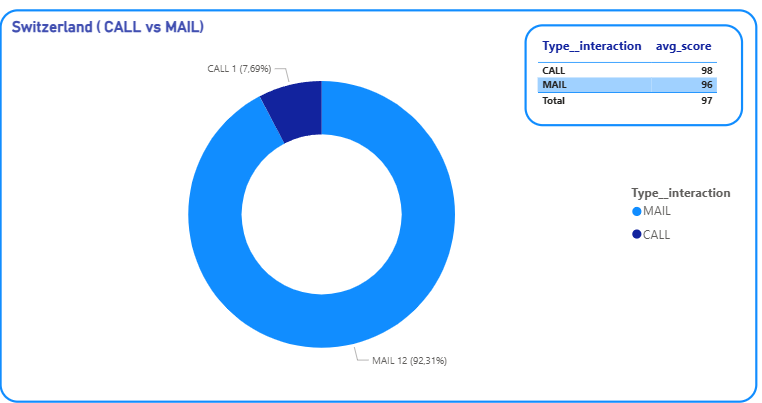 Switzerland ( CALL vs MAIL)
Type__interaction avg_score
CALL 98
MAIL 96
Total 97
CALL 1 (7,69%)
Type__interaction
MAIL
CALL
MAIL 12 (92,31%)